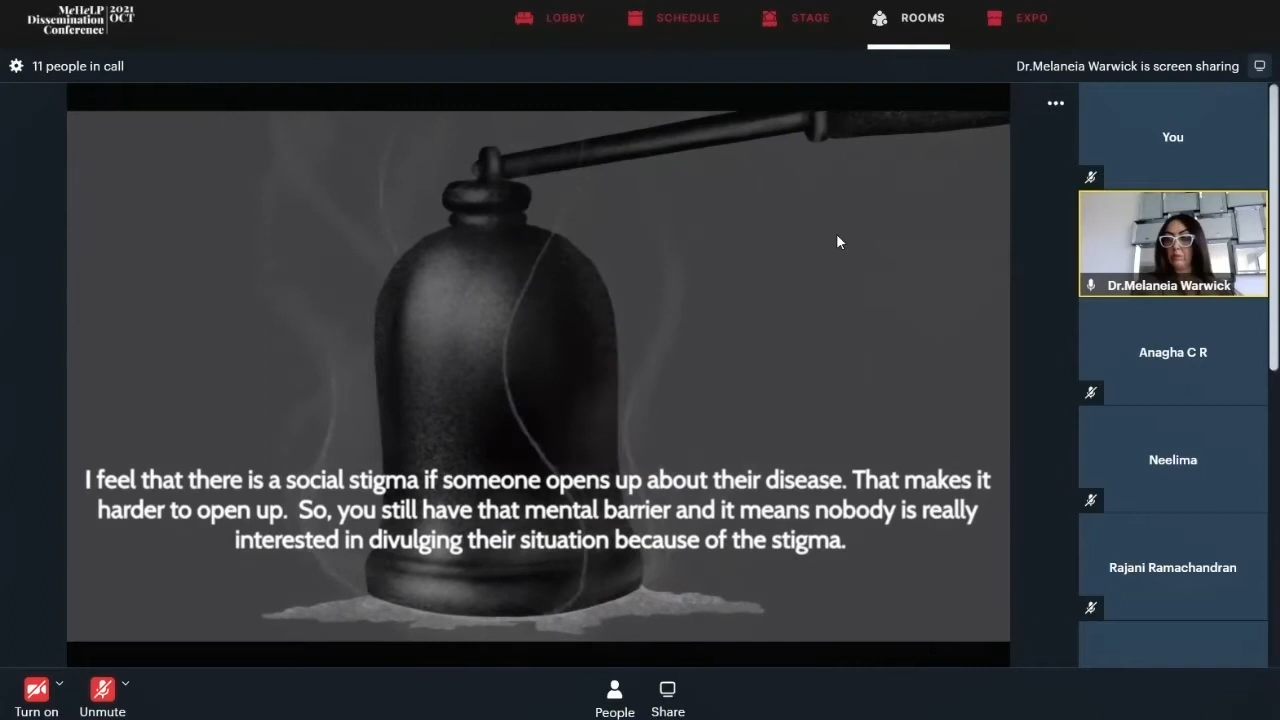 MeHeLP
Dissemination
Conference
2021
OCT
LOBBY
SCHEDULE
STAGE
ROOMS
EXPO
11 people in call
Dr.Melaneia Warwick is screen sharing
You
Dr.Melaneia Warwick
Anagha C R
Neelima
Rajani Ramachandran
I feel that there is a social stigma if someone opens up about their disease. That makes it
harder to open up.  So, you still have that mental barrier and it means nobody is really
interested in divulging their situation because of the stigma.
Turn on
Unmute
People
Share